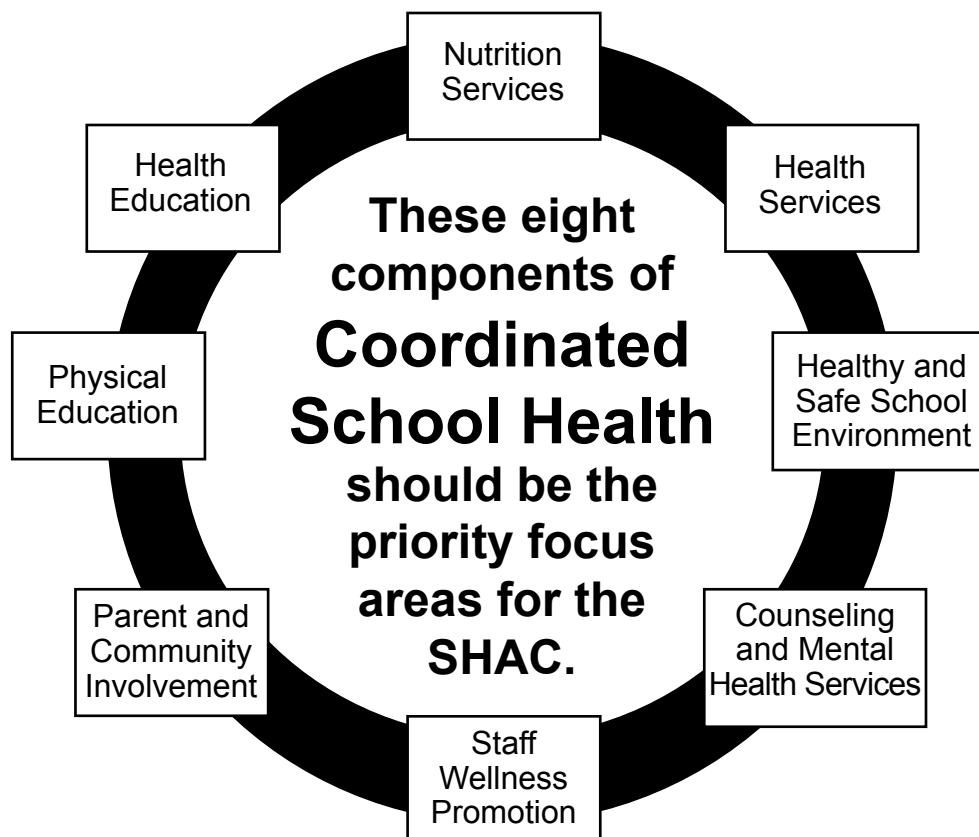 Nutrition
Services
Health
Services
Healthy and
Safe School
Environment
Counseling
and Mental
Health Services
Staff
Wellness
Promotion
Parent and
Community
Involvement
Physical
Education
Health
Education
These eight
components of
Coordinated
School Health
should be the
priority focus
areas for the
SHAC.